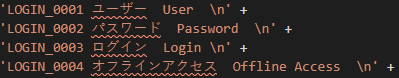 'LOGIN_0001 ユーザー  User  \n' +
'LOGIN_0002 パスワード  Password  \n' +
'LOGIN_0003 ログイン  Login \n' +
'LOGIN_0004 オフラインアクセス  Offline Access  \n' +